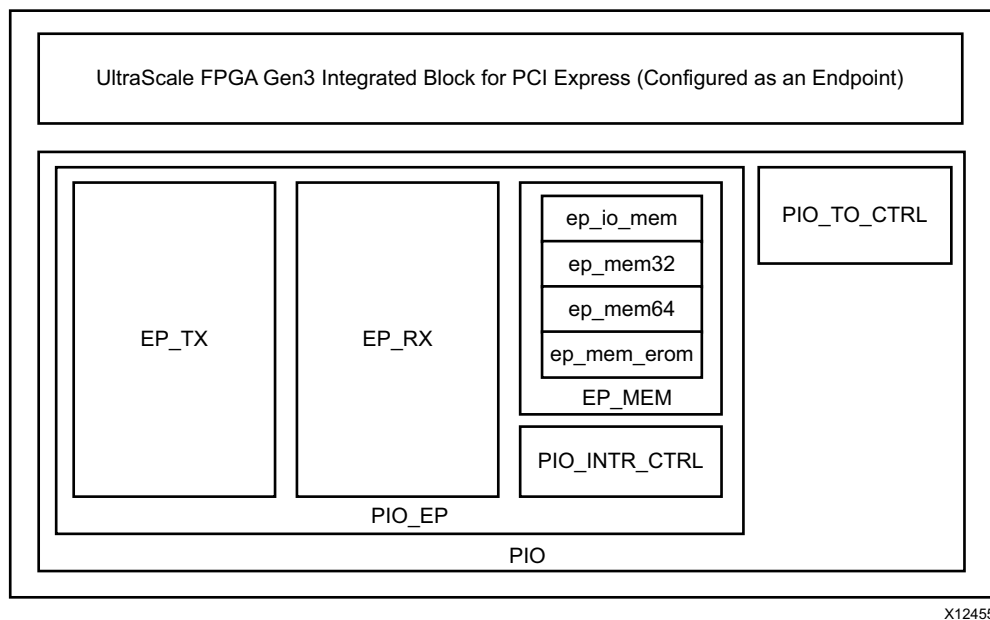 UltraScale FPGA Gen3 Integrated Block for PCI Express (Configured as an Endpoint)
EP_TX
EP_RX
ep_io_mem
ep_mem32
ep_mem64
ep_mem_erom
EP_MEM
PIO_INTR_CTRL
PIO_TO_CTRL
PIO_EP
PIO
X12455